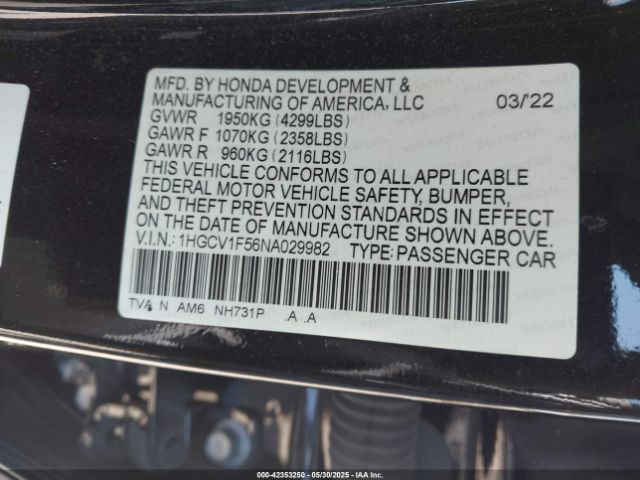 MFD. BY HONDA DEVELOPMENT &
MANUFACTURING OF AMERICA, LLC 03/'22
GVWR 1950KG (4299LBS)
GAWR F 1070KG (2358LBS)
GAWR R 960KG (2116LBS)
THIS VEHICLE CONFORMS TO ALL APPLICABLE
FEDERAL MOTOR VEHICLE SAFETY, BUMPER,
AND THEFT PREVENTION STANDARDS IN EFFECT
ON THE DATE OF MANUFACTURE SHOWN ABOVE.
V.I.N.: 1HGCV1F56NA029982 TYPE: PASSENGER CAR
TVA N AM6 NH731P .A .A
000-42353250 - 05/30/2025 - IAAI.COM